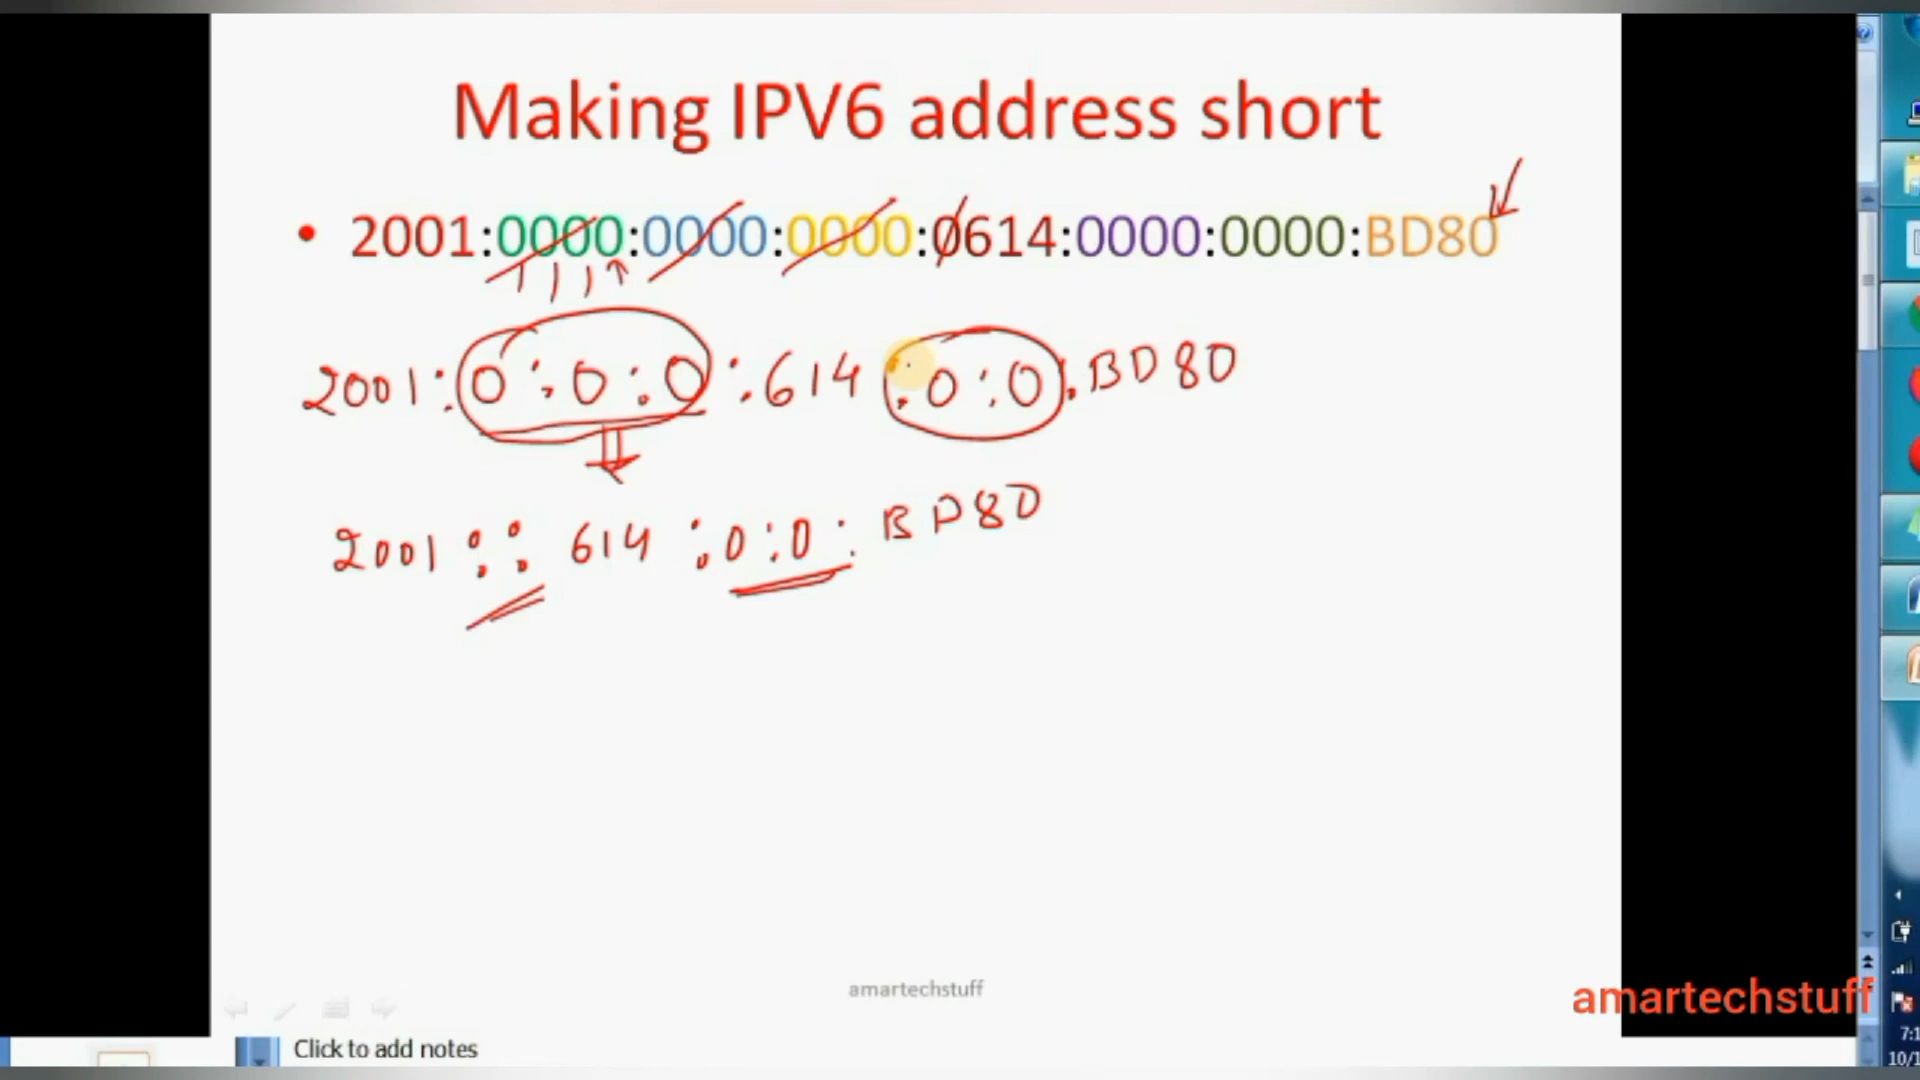 Making IPV6 address short
• 2001:0000:0000:0000:0614:0000:0000:BD80
2001:0:0:0:614:0:0:BD80
2001::614:0:0:BD80
amartechstuff
amartechstuff
Click to add notes